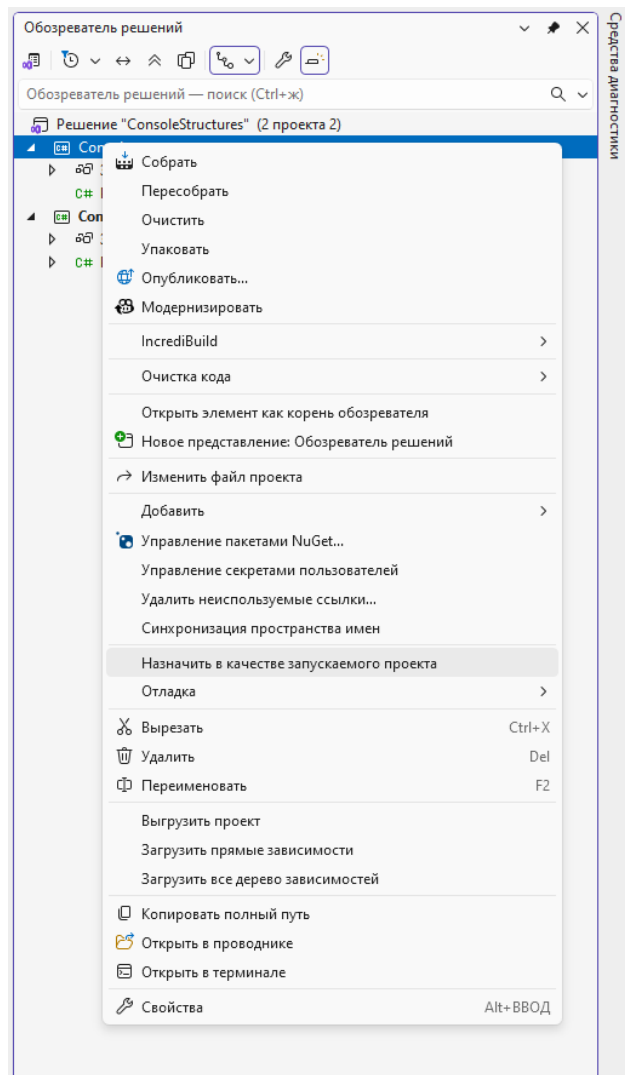 Обозреватель решений
Средства диагностики
Обозреватель решений — поиск (Ctrl+ж)
Решение "ConsoleStructures" (2 проекта 2)
C#
C#
C# Con
C#
Собрать
Пересобрать
Очистить
Упаковать
Опубликовать...
Модернизировать
IncrediBuild
Очистка кода
Открыть элемент как корень обозревателя
Новое представление: Обозреватель решений
Изменить файл проекта
Добавить
Управление пакетами NuGet...
Управление секретами пользователей
Удалить неиспользуемые ссылки...
Синхронизация пространства имен
Назначить в качестве запускаемого проекта
Отладка
Вырезать Ctrl+X
Удалить Del
Переименовать F2
Выгрузить проект
Загрузить прямые зависимости
Загрузить все дерево зависимостей
Копировать полный путь
Открыть в проводнике
Открыть в терминале
Свойства Alt+ВВОД